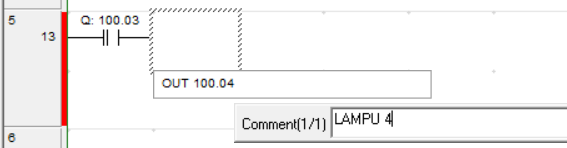 5
13
Q: 100.03
OUT 100.04
Comment(1/1) LAMPU 4
6